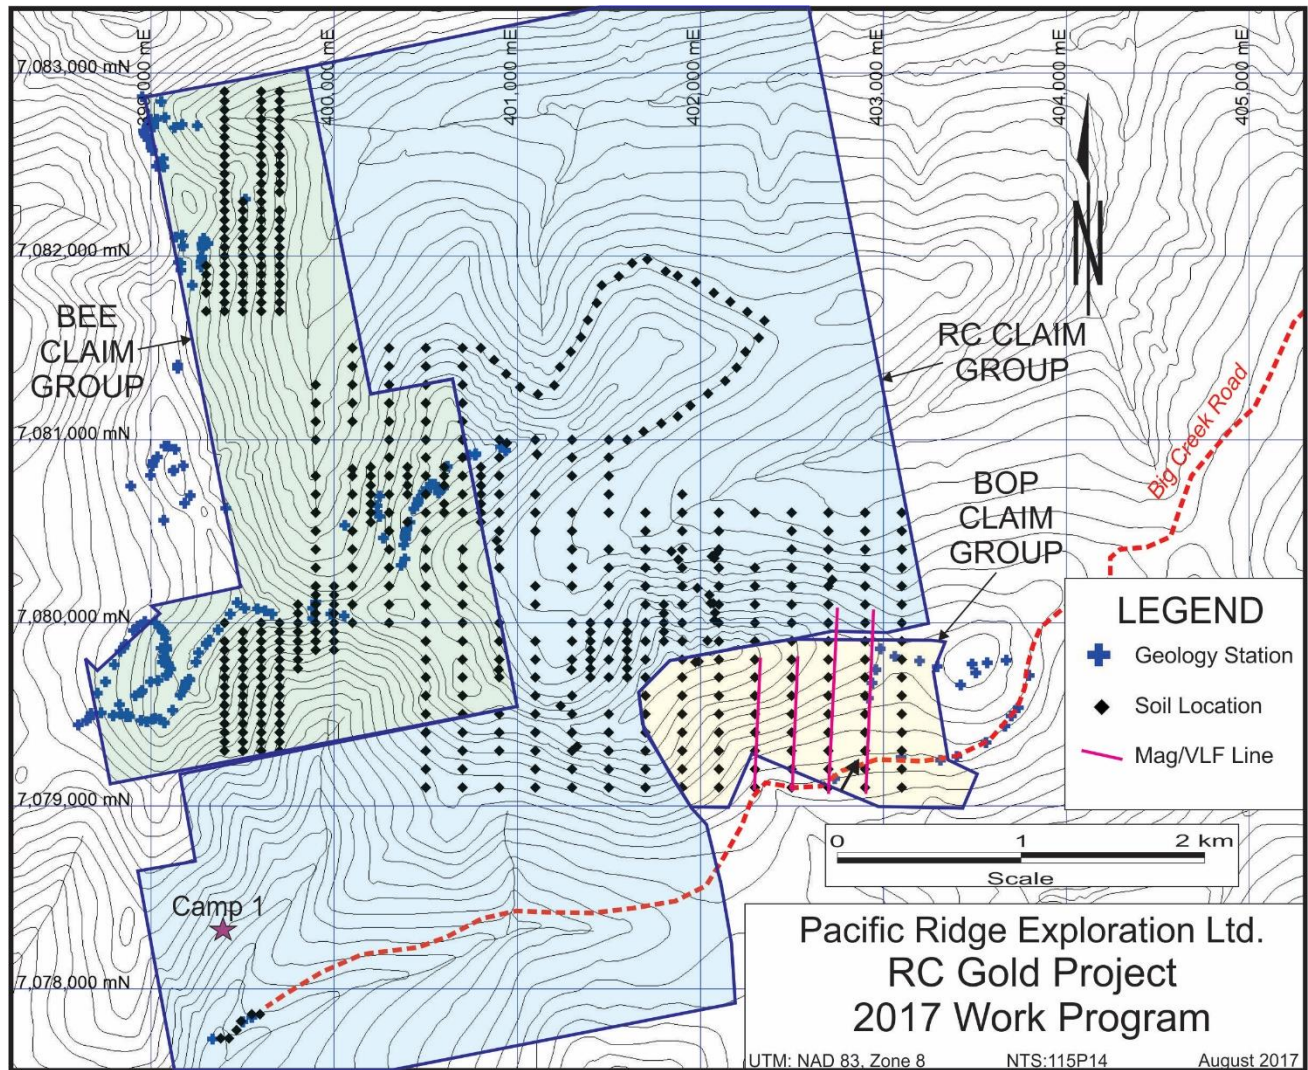 399,000 mE
400,000 mE
401,000 mE
402,000 mE
403,000 mE
404,000 mE
405,000 mE
7,083,000 mN
7,082,000 mN
BEE
CLAIM
GROUP
RC CLAIM
GROUP
7,081,000 mN
Big Creek Road
BOP
CLAIM
GROUP
7,080,000 mN
LEGEND
Geology Station
Soil Location
Mag/VLF Line
7,079,000 mN
0 1 2 km
Scale
Camp 1
7,078,000 mN
N
Pacific Ridge Exploration Ltd.
RC Gold Project
2017 Work Program
UTM: NAD 83, Zone 8 NTS:115P14 August 2017